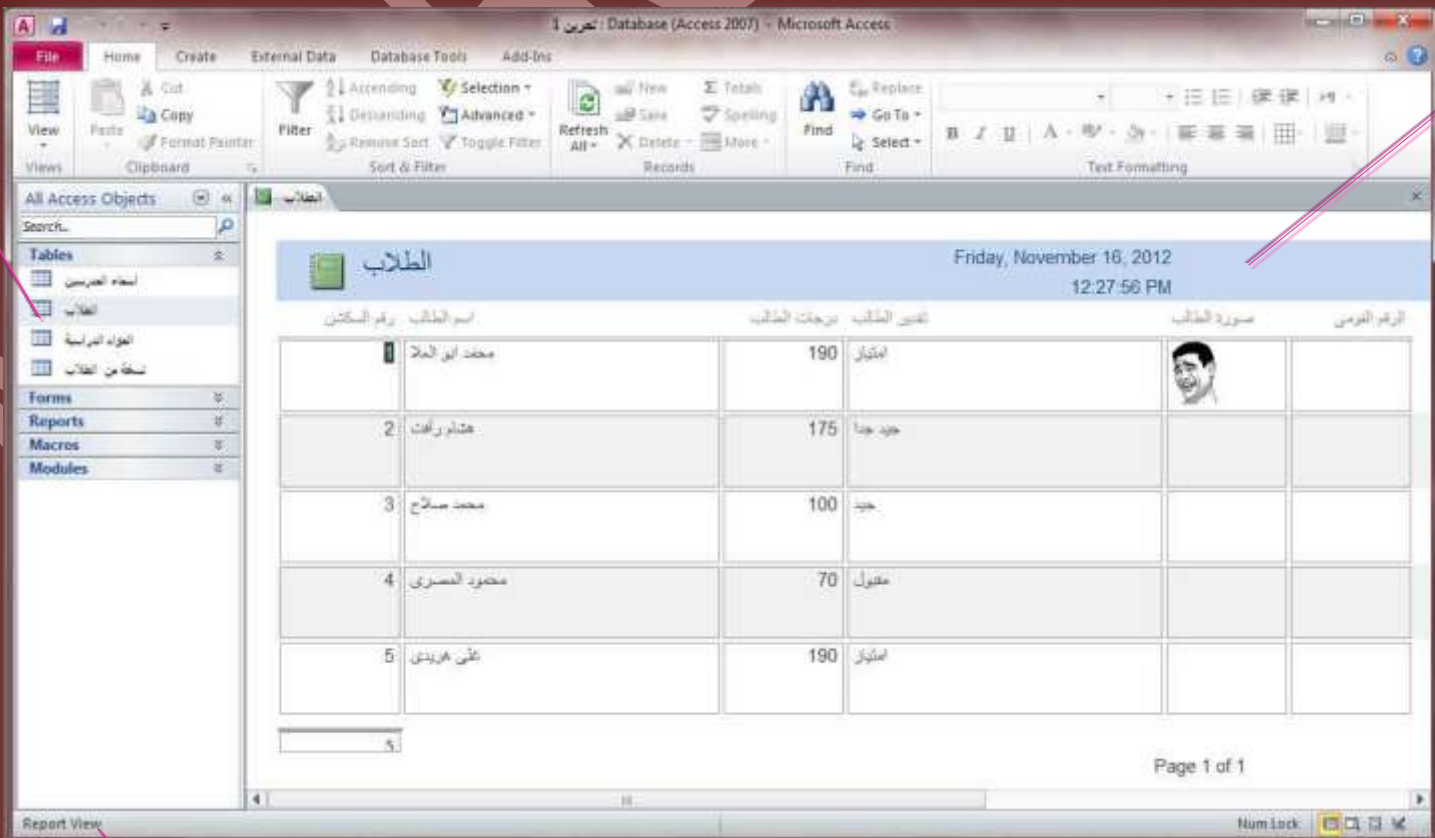 تمرين 1 : Database (Access 2007) - Microsoft Access
File Home Create External Data Database Tools Add-Ins
View
Views
Paste
Cut
Copy
Format Painter
Clipboard
Filter
Ascending
Descending
Remove Sort
Selection
Advanced
Toggle Filter
Sort & Filter
Refresh All
New
Save
Delete
Totals
Spelling
More
Records
Find
Replace
Go To
Select
Find
B I U A
Text Formatting
All Access Objects
Search..
Tables
اسماء المدرسين
الطلاب
المواد الدراسية
نسخة من الطلاب
Forms
Reports
Macros
Modules
الطلاب
الطلاب
Friday, November 16, 2012
12:27:56 PM
اسم الطالب
درجات الطالب
تقدير الطالب
صورة الطالب
الرقم القومى
1 محمد ابو العلا 190 امتياز
2 هشام رأفت 175 جيد جدا
3 محمد صلاح 100 جيد
4 محمود المصرى 70 مقبول
5 على هريدى 190 امتياز
5
Page 1 of 1
Report View
Num Lock